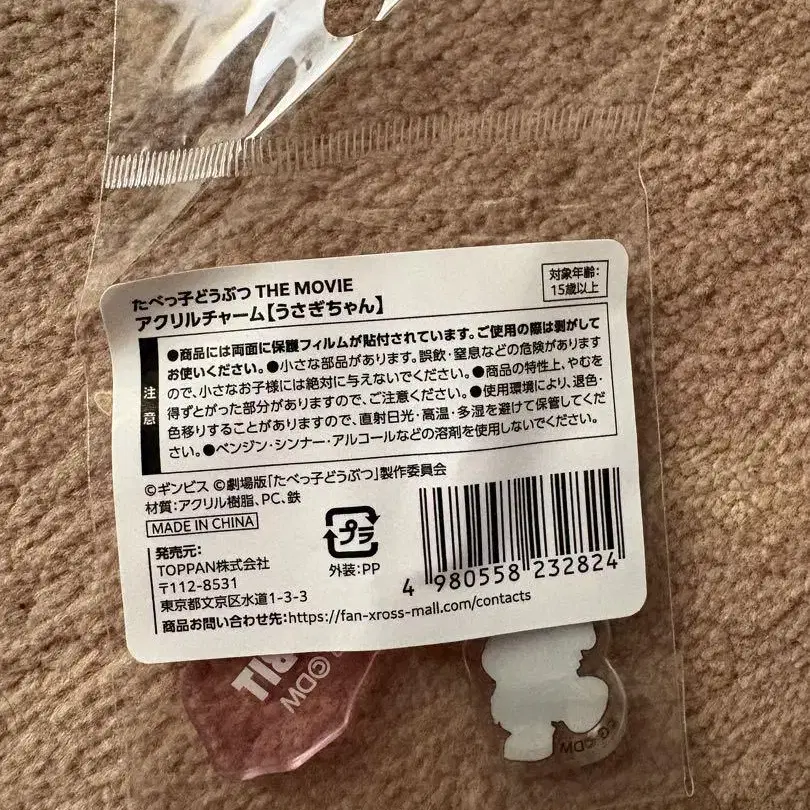 たべっ子どうぶつ THE MOVIE
アクリルチャーム【うさぎちゃん】
対象年齢:
15歳以上
注意
●商品には両面に保護フィルムが貼付されています。ご使用の際は剥がして
お使いください。●小さな部品があります。誤飲・窒息などの危険があります
ので、小さなお子様には絶対に与えないでください。●商品の特性上、やむを
得ずとがった部分がありますので、ご注意ください。●使用環境により、退色・
色移りすることがありますので、直射日光・高温・多湿を避けて保管してくだ
さい。●ベンジン・シンナー・アルコールなどの溶剤を使用しないでください。
©ギンビス ©劇場版「たべっ子どうぶつ」製作委員会
材質:アクリル樹脂、PC、鉄
MADE IN CHINA
プラ
外装:PP
発売元:
TOPPAN株式会社
〒112-8531
東京都文京区水道1-3-3
商品お問い合わせ先:https://fan-xross-mall.com/contacts
4 980558 232824
©DW
©DW